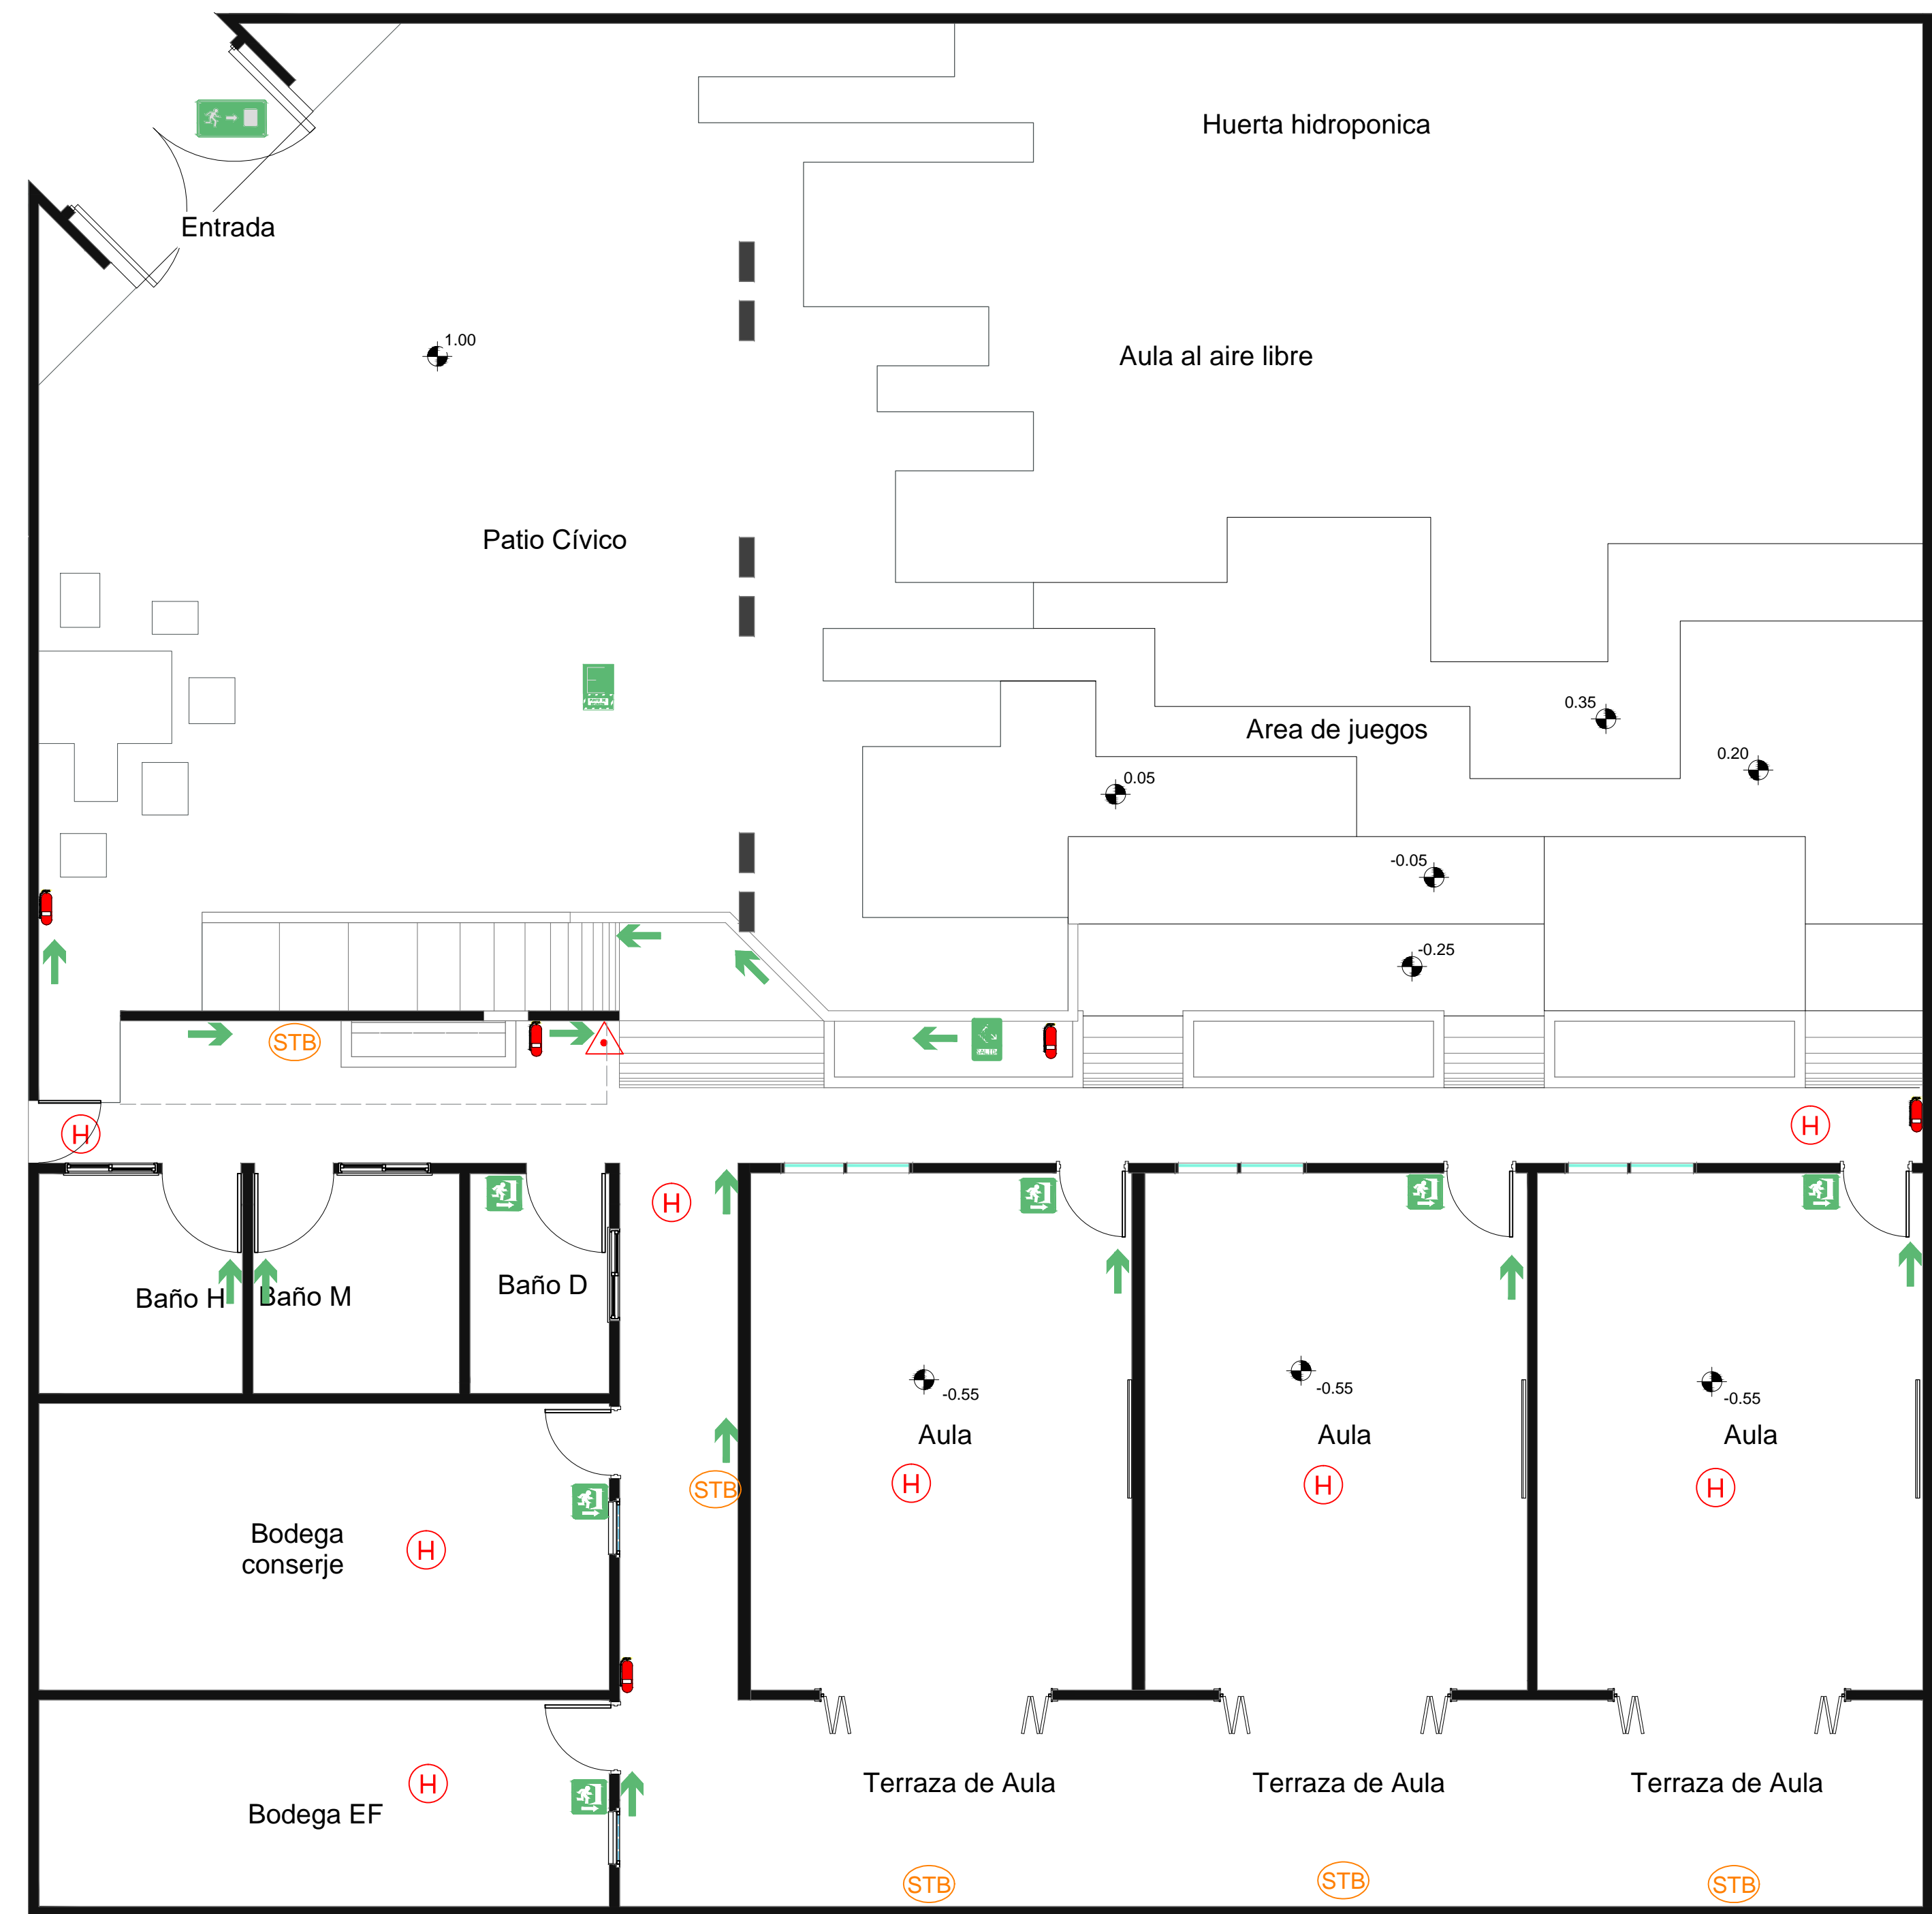 Huerta hidroponica
Entrada
1.00
Aula al aire libre
Patio Cívico
0.35
Area de juegos
0.20
0.05
-0.05
-0.25
STB
SALIDA
H
H
H
Baño H
Baño M
Baño D
-0.55
-0.55
-0.55
Aula
Aula
Aula
STB
H
H
H
Bodega
conserje
H
Terraza de Aula
Terraza de Aula
Terraza de Aula
H
Bodega EF
STB
STB
STB